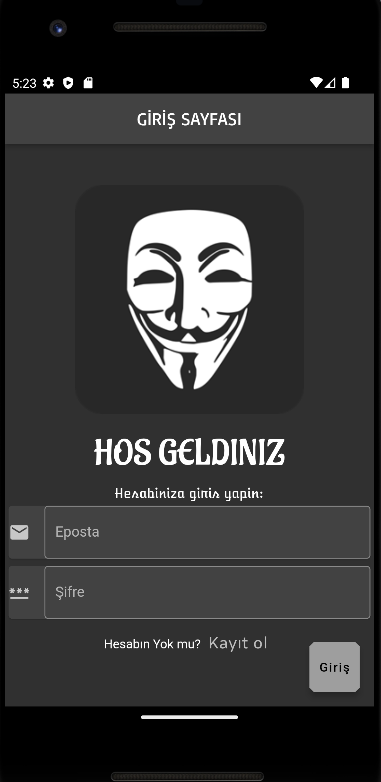 5:23
GİRİŞ SAYFASI
HOS GELDINIZ
Hesabiniza giris yapin:
Eposta
*** Şifre
Hesabın Yok mu? Kayıt ol
Giriş